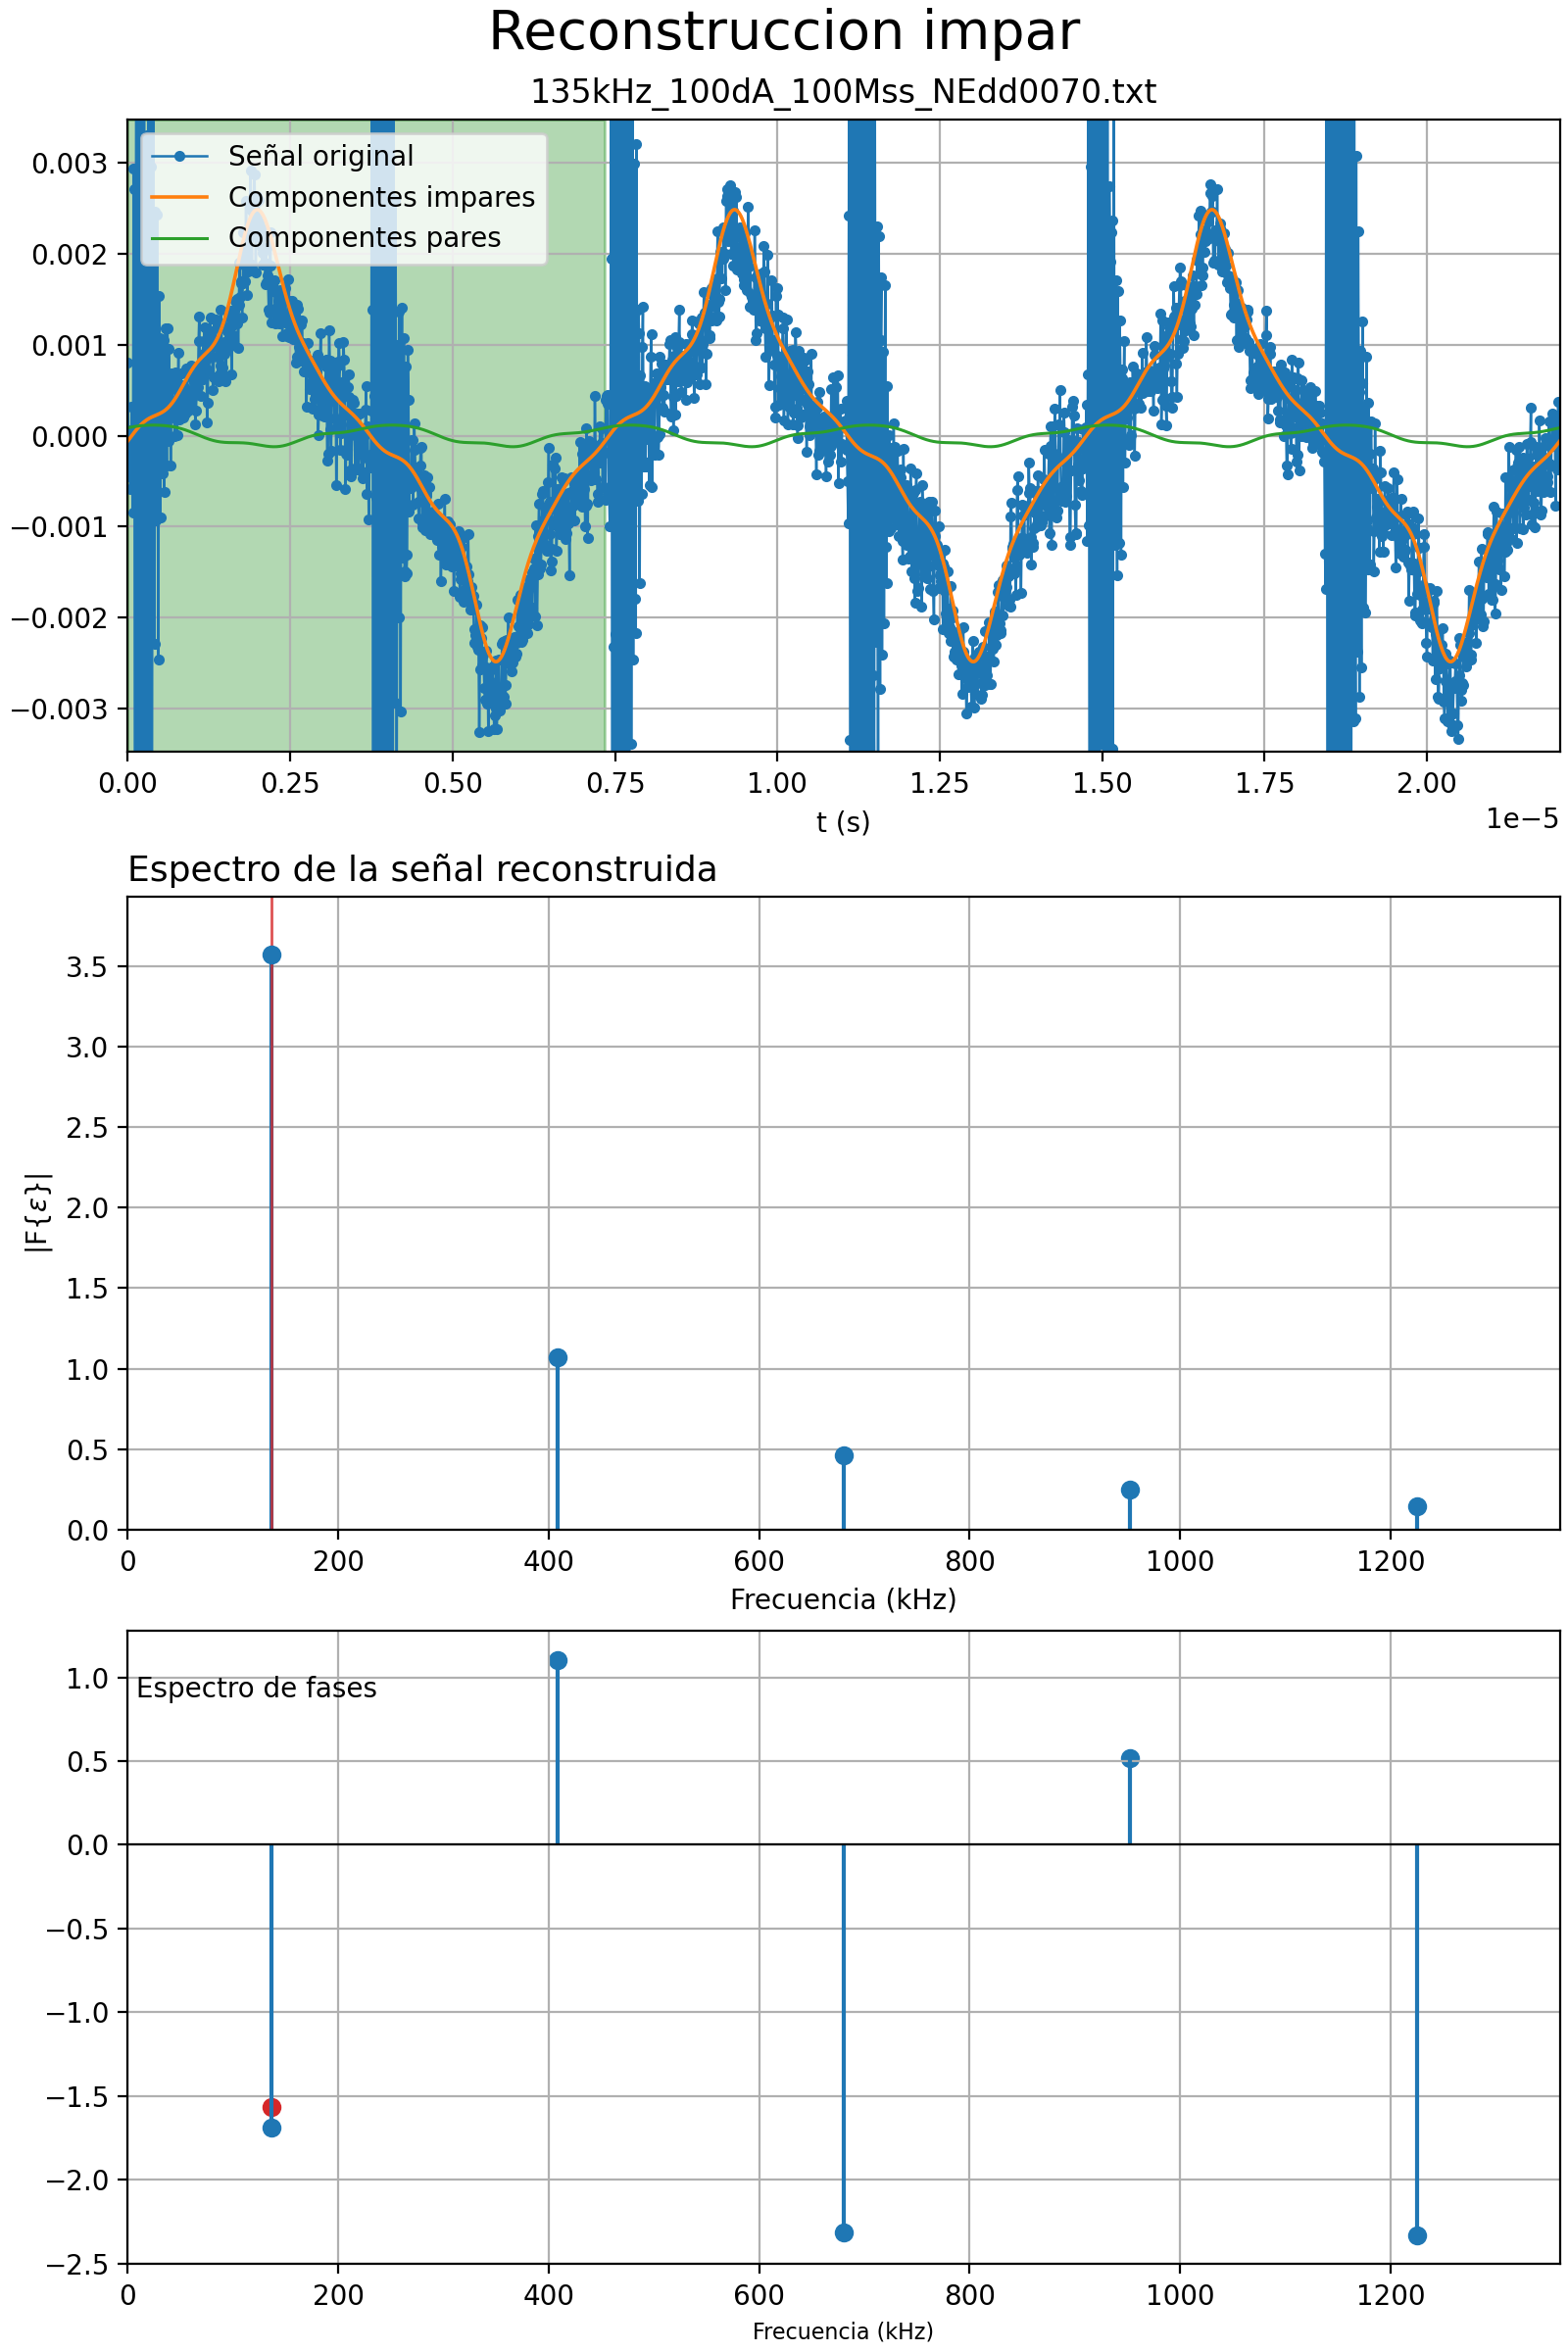 Reconstruccion impar
135kHz_100dA_100Mss_NEdd0070.txt
Señal original
Componentes impares
Componentes pares
0.003
0.002
0.001
0.000
−0.001
−0.002
−0.003
0.00 0.25 0.50 0.75 1.00 1.25 1.50 1.75 2.00
1e−5
t (s)
Espectro de la señal reconstruida
3.5
3.0
2.5
2.0
1.5
1.0
0.5
0.0
|F{ε}|
0 200 400 600 800 1000 1200
Frecuencia (kHz)
Espectro de fases
1.0
0.5
0.0
−0.5
−1.0
−1.5
−2.0
−2.5
0 200 400 600 800 1000 1200
Frecuencia (kHz)